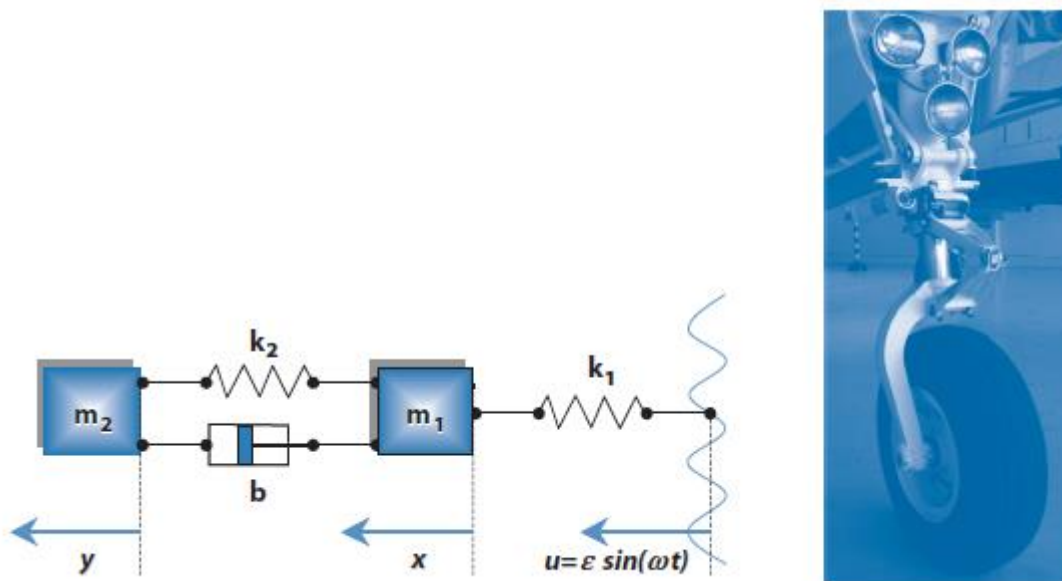 k₂
k₁
m₂
m₁
b
y
x
u= ε sin(ωt)